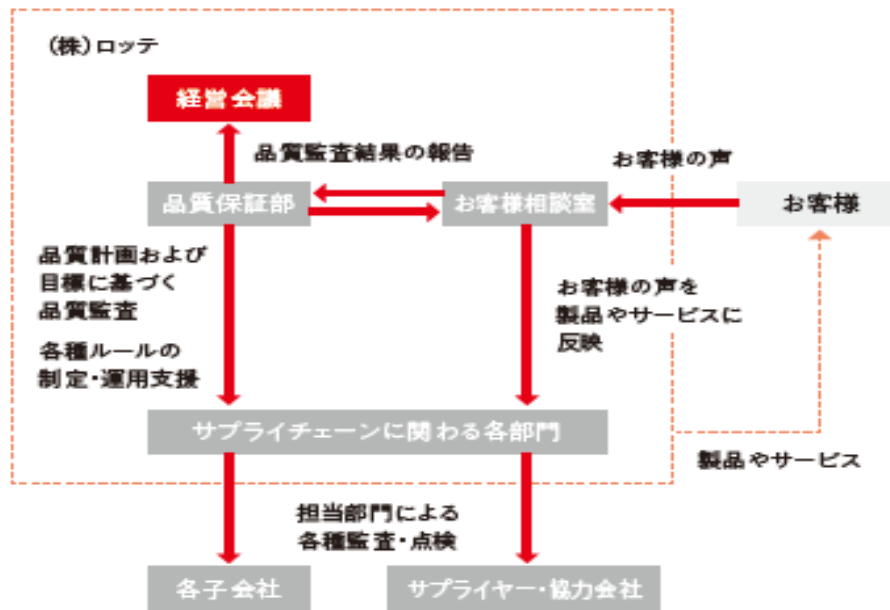 (株)ロッテ
経営会議
品質監査結果の報告
お客様の声
品質保証部
お客様相談室
お客様
品質計画および
目標に基づく
品質監査
各種ルールの
制定・運用支援
お客様の声を
製品やサービスに
反映
サプライチェーンに関わる各部門
製品やサービス
担当部門による
各種監査・点検
各子会社
サプライヤー・協力会社